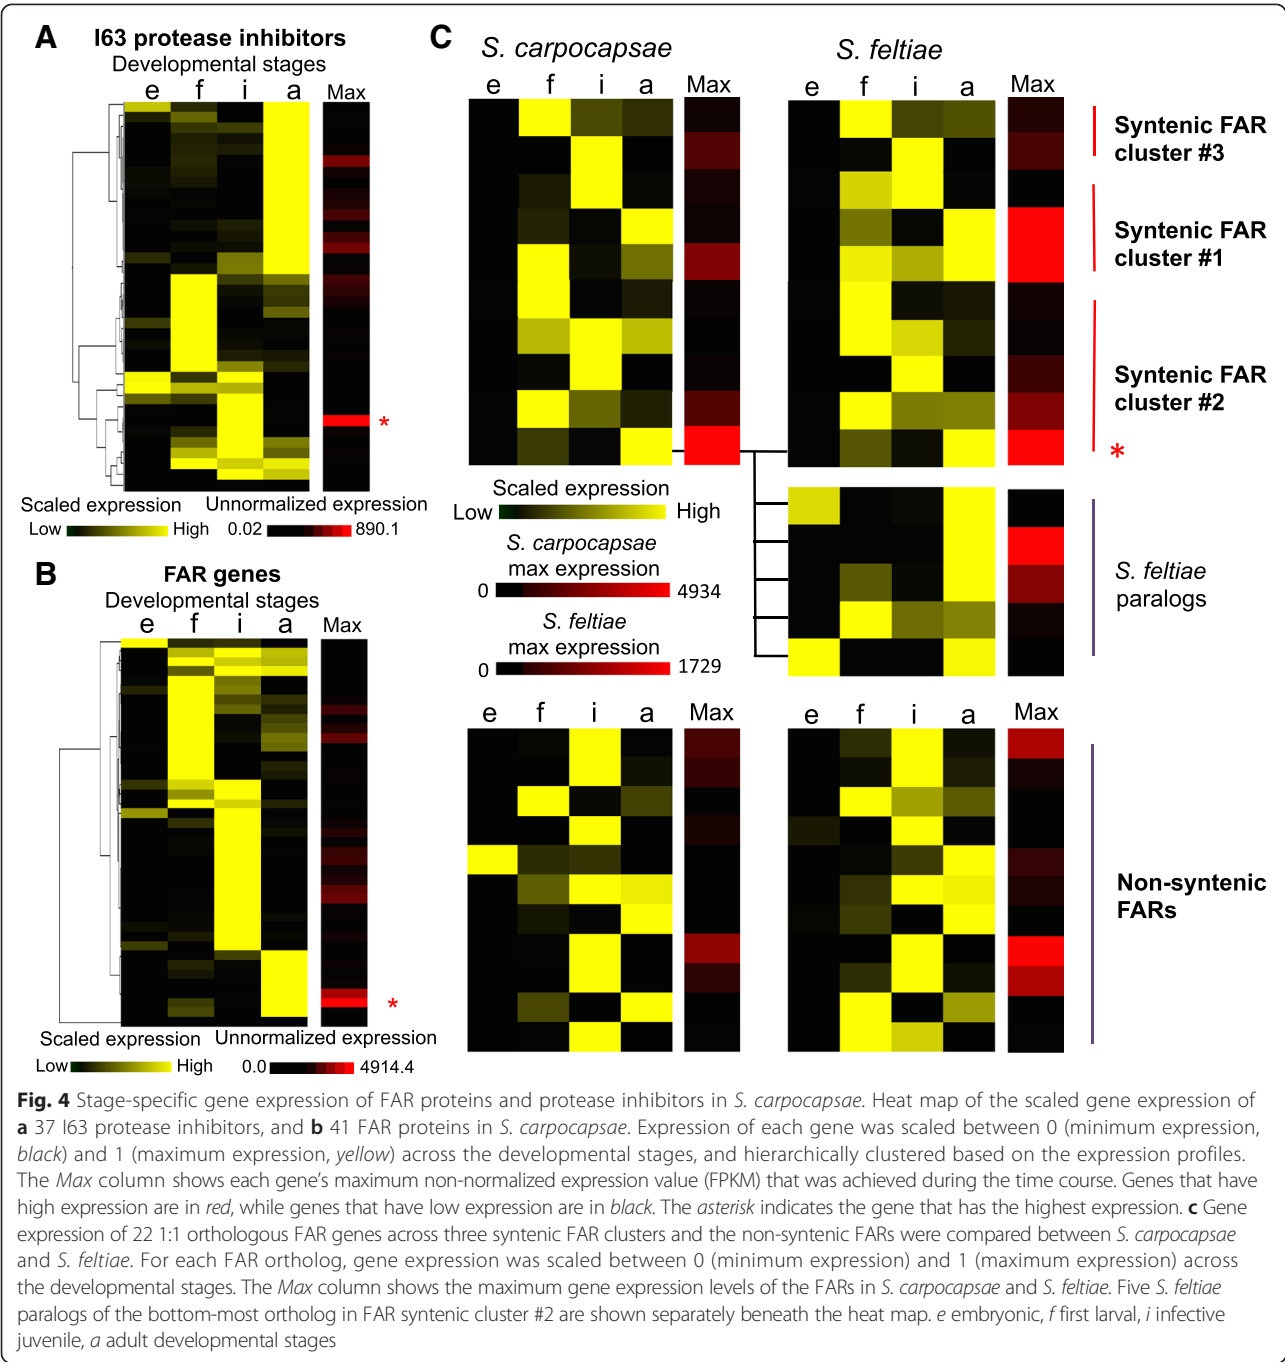 A
I63 protease inhibitors
Developmental stages
e f i a Max
*
Scaled expression Unnormalized expression
Low High 0.02 890.1
B
FAR genes
Developmental stages
e f i a Max
*
Scaled expression Unnormalized expression
Low High 0.0 4914.4
C
S. carpocapsae S. feltiae
e f i a Max e f i a Max
Syntenic FAR
cluster #3
Syntenic FAR
cluster #1
Syntenic FAR
cluster #2
*
Scaled expression
Low High
S. carpocapsae
max expression
0 4934
S. feltiae
max expression
0 1729
S. feltiae
paralogs
e f i a Max e f i a Max
Non-syntenic
FARs
Fig. 4 Stage-specific gene expression of FAR proteins and protease inhibitors in S. carpocapsae. Heat map of the scaled gene expression of
a 37 I63 protease inhibitors, and b 41 FAR proteins in S. carpocapsae. Expression of each gene was scaled between 0 (minimum expression,
black) and 1 (maximum expression, yellow) across the developmental stages, and hierarchically clustered based on the expression profiles.
The Max column shows each gene's maximum non-normalized expression value (FPKM) that was achieved during the time course. Genes that have
high expression are in red, while genes that have low expression are in black. The asterisk indicates the gene that has the highest expression. c Gene
expression of 22 1:1 orthologous FAR genes across three syntenic FAR clusters and the non-syntenic FARs were compared between S. carpocapsae
and S. feltiae. For each FAR ortholog, gene expression was scaled between 0 (minimum expression) and 1 (maximum expression) across
the developmental stages. The Max column shows the maximum gene expression levels of the FARs in S. carpocapsae and S. feltiae. Five S. feltiae
paralogs of the bottom-most ortholog in FAR syntenic cluster #2 are shown separately beneath the heat map. e embryonic, f first larval, i infective
juvenile, a adult developmental stages